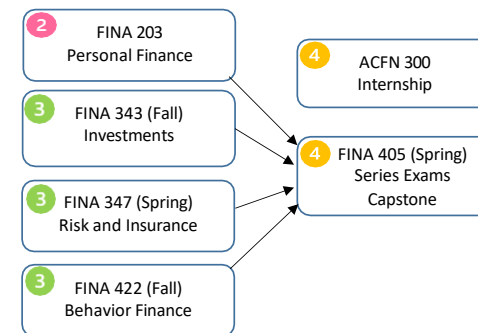 2
FINA 203
Personal Finance
3
FINA 343 (Fall)
Investments
3
FINA 347 (Spring)
Risk and Insurance
3
FINA 422 (Fall)
Behavior Finance
4
ACFN 300
Internship
4
FINA 405 (Spring)
Series Exams
Capstone